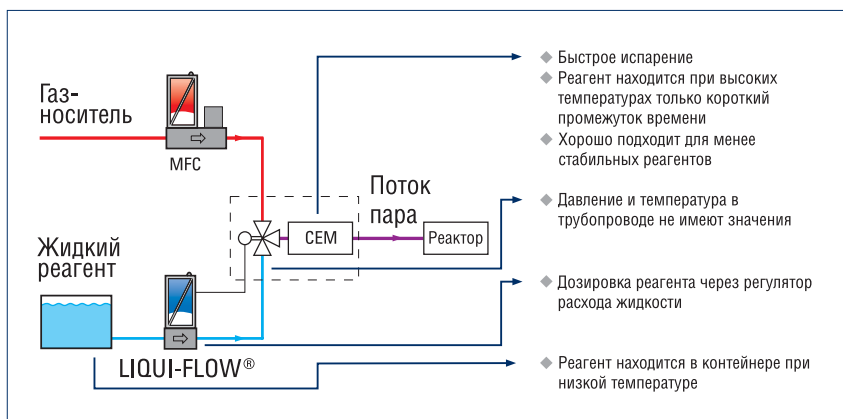 Газ-
носитель
MFC
Жидкий
реагент
LIQUI-FLOW®
CEM
Поток
пара
Реактор
Быстрое испарение
Реагент находится при высоких
температурах только короткий
промежуток времени
Хорошо подходит для менее
стабильных реагентов
Давление и температура в
трубопроводе не имеют значения
Дозировка реагента через регулятор
расхода жидкости
Реагент находится в контейнере при
низкой температуре